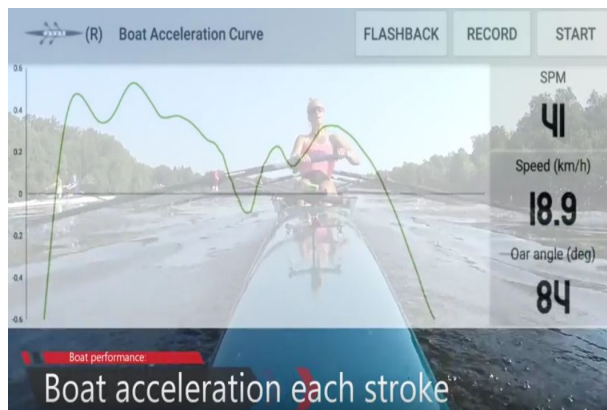 (R) Boat Acceleration Curve FLASHBACK RECORD START
0.6
0.4
0.2
0
-0.2
-0.4
-0.6
SPM
41
Speed (km/h)
18.9
Oar angle (deg)
84
Boat performance:
Boat acceleration each stroke